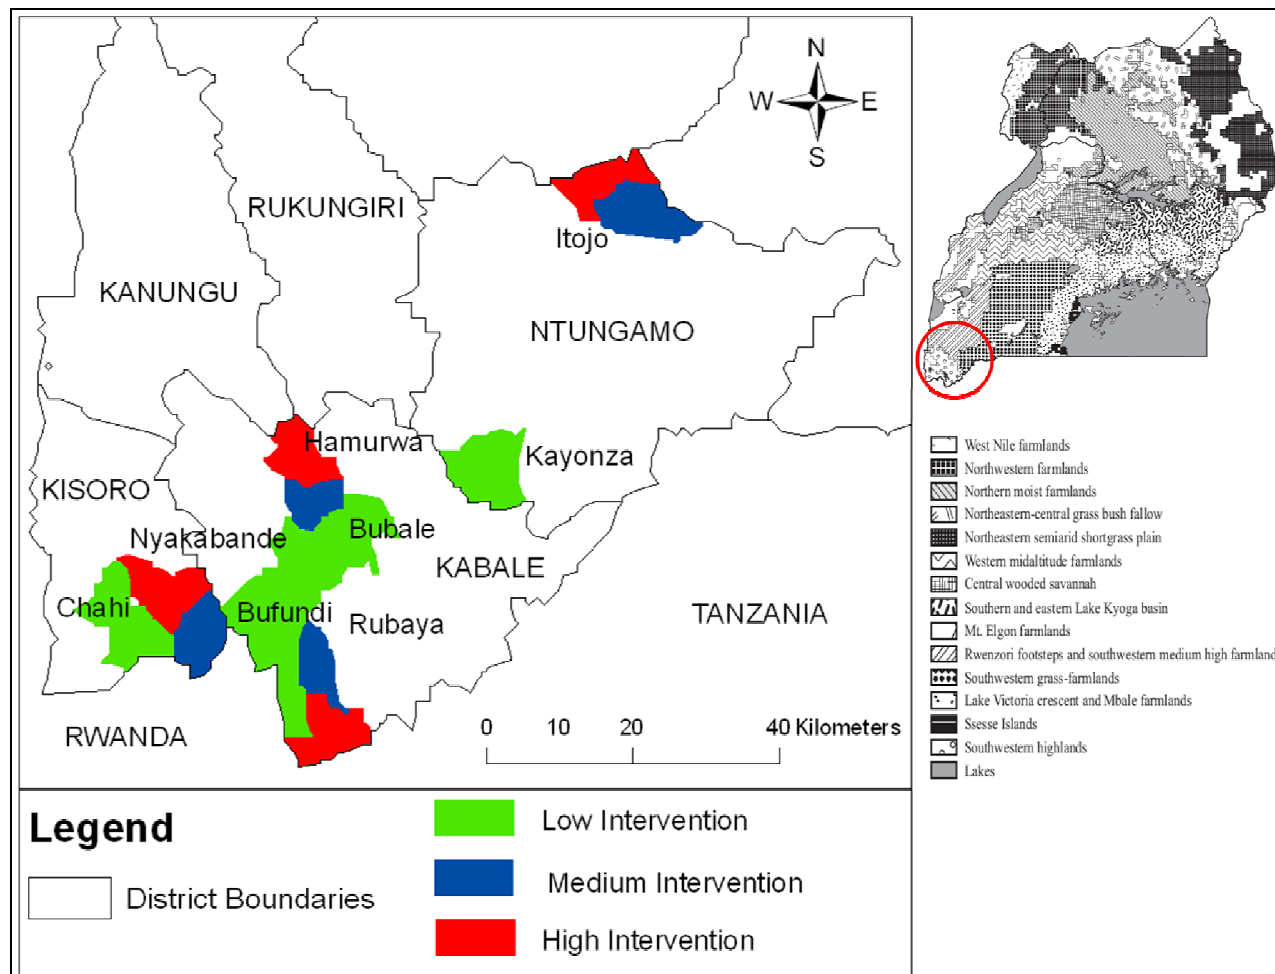 N
W E
S
RUKUNGIRI
Itojo
KANUNGU
NTUNGAMO
Hamurwa
Kayonza
KISORO
Nyakabande
Bubale
KABALE
Chahi
Bufundi
Rubaya
TANZANIA
RWANDA
0 20 40 Kilometers
Legend
District Boundaries
Low Intervention
Medium Intervention
High Intervention
West Nile farmlands
Northwestern farmlands
Northern moist farmlands
Northeastern-central grass bush fallow
Northeastern semiarid shortgrass plain
Western midaltitude farmlands
Central wooded savannah
Southern and eastern Lake Kyoga basin
Mt. Elgon farmlands
Rwenzori footsteps and southwestern medium high farmland
Southwestern grass-farmlands
Lake Victoria crescent and Mbale farmlands
Ssesse Islands
Southwestern highlands
Lakes